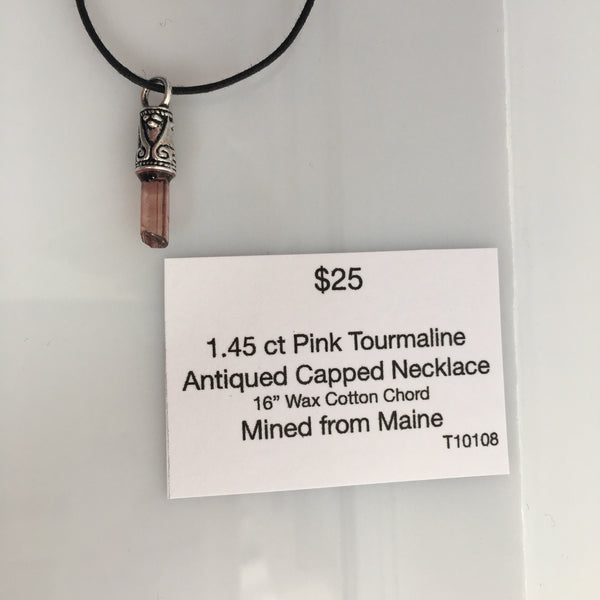 $25
1.45 ct Pink Tourmaline
Antiqued Capped Necklace
16" Wax Cotton Chord
Mined from Maine
T10108